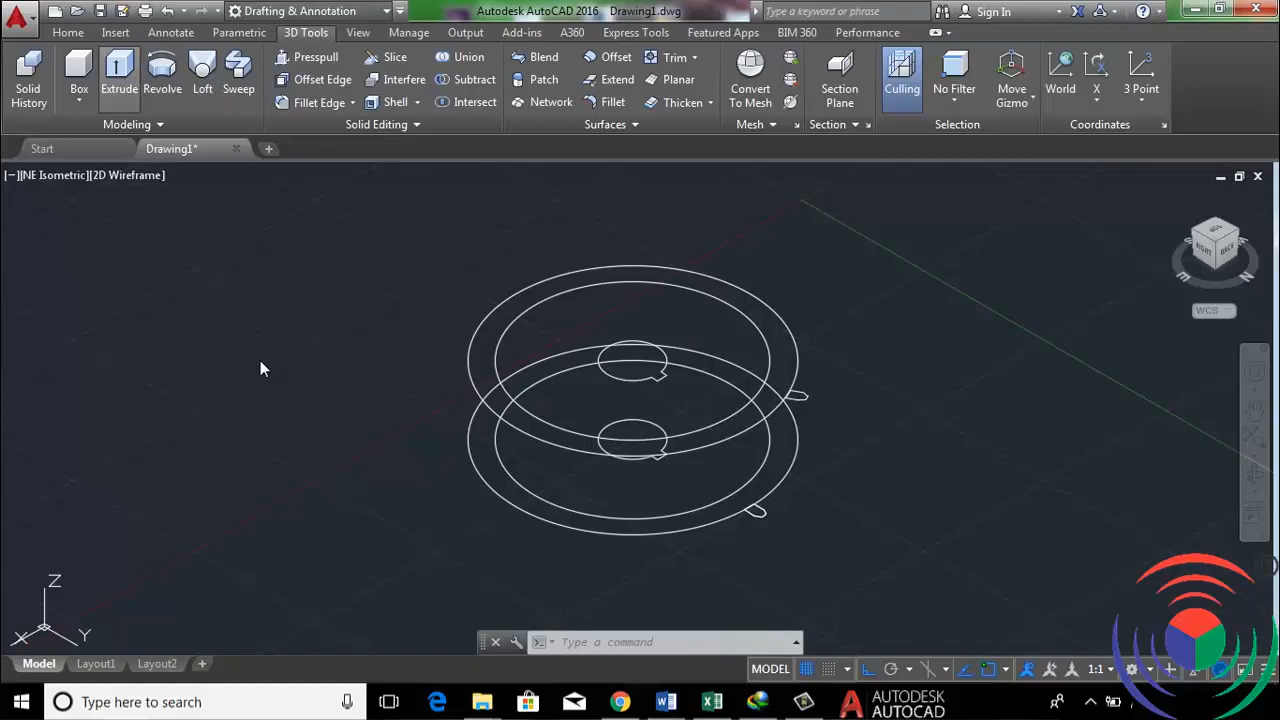 Drafting & Annotation
Autodesk AutoCAD 2016 Drawing1.dwg
Type a keyword or phrase
Sign In
Home Insert Annotate Parametric 3D Tools View Manage Output Add-ins A360 Express Tools Featured Apps BIM 360 Performance
Solid History
Box
Extrude
Revolve
Loft
Sweep
Modeling
Presspull
Offset Edge
Fillet Edge
Slice
Interfere
Shell
Union
Subtract
Intersect
Solid Editing
Blend
Patch
Network
Offset
Extend
Fillet
Trim
Planar
Thicken
Surfaces
Convert To Mesh
Mesh
Section Plane
Section
Culling
No Filter
Move Gizmo
Selection
World
X
3 Point
Coordinates
Start
Drawing1*
[−][NE Isometric][2D Wireframe]
TOP
RIGHT
BACK
E
N
WCS
Z
X
Y
Type a command
Model Layout1 Layout2
MODEL
1:1
Type here to search
AUTODESK
AUTOCAD